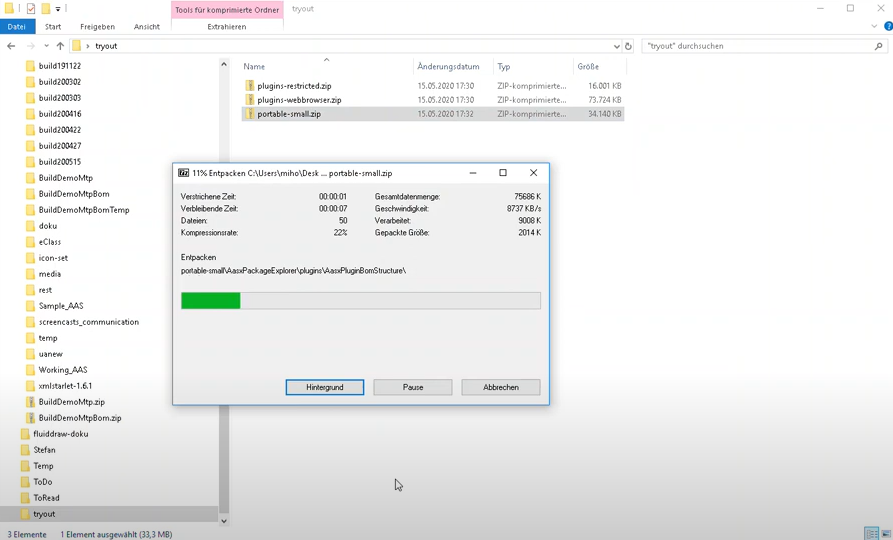 Tools für komprimierte Ordner tryout
Datei Start Freigeben Ansicht Extrahieren
tryout "tryout" durchsuchen
Name Änderungsdatum Typ Größe
plugins-restricted.zip 15.05.2020 17:30 ZIP-komprimierte... 16.001 KB
plugins-webbrowser.zip 15.05.2020 17:30 ZIP-komprimierte... 73.724 KB
portable-small.zip 15.05.2020 17:32 ZIP-komprimierte... 34.140 KB
build191122
build200302
build200303
build200416
build200422
build200427
build200515
BuildDemoMtp
BuildDemoMtpBom
BuildDemoMtpBomTemp
doku
eClass
icon-set
media
rest
Sample_AAS
screencasts_communication
temp
uanew
Working_AAS
xmlstarlet-1.6.1
BuildDemoMtp.zip
BuildDemoMtpBom.zip
fluiddraw-doku
Stefan
Temp
ToDo
ToRead
tryout
11% Entpacken C:\Users\miho\Desk ... portable-small.zip
Verstrichene Zeit: 00:00:01 Gesamtdatenmenge: 75686 K
Verbleibende Zeit: 00:00:07 Geschwindigkeit: 8737 KB/s
Dateien: 50 Verarbeitet: 9008 K
Kompressionsrate: 22% Gepackte Größe: 2014 K
Entpacken
portable-small\AasxPackageExplorer\plugins\AasxPluginBomStructure\
Hintergrund Pause Abbrechen
3 Elemente 1 Element ausgewählt (33,3 MB)